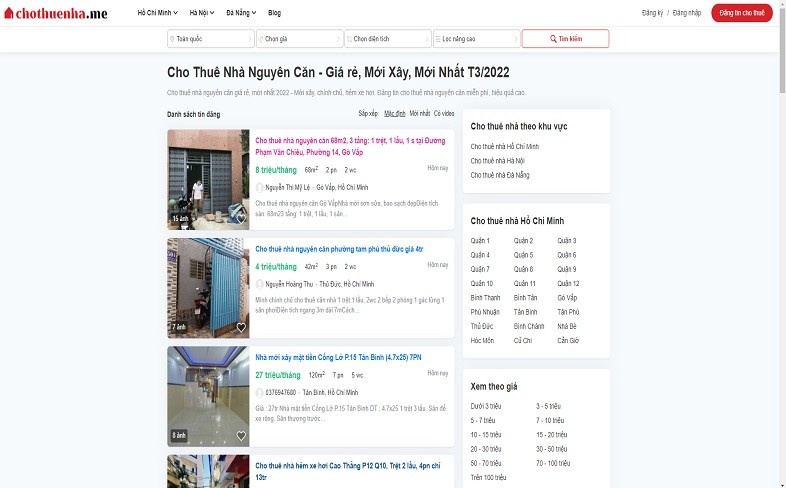 chothuenha.me
Hồ Chí Minh
Hà Nội
Đà Nẵng
Blog
Đăng ký / Đăng nhập
Đăng tin cho thuê
Toàn quốc
Chọn giá
Chọn diện tích
Lọc nâng cao
Tìm kiếm
Cho Thuê Nhà Nguyên Căn - Giá rẻ, Mới Xây, Mới Nhất T3/2022
Cho thuê nhà nguyên căn giá rẻ, mới nhất 2022 - Mới xây, chính chủ, hẻm xe hơi. Đăng tin cho thuê nhà nguyên căn miễn phí, hiệu quả cao.
Danh sách tin đăng
Sắp xếp: Mặc định Mới nhất Có video
Cho thuê nhà nguyên căn 68m2, 3 tầng: 1 trệt, 1 lầu, 1 s tại Đường
Phạm Văn Chiêu, Phường 14, Gò Vấp
8 triệu/tháng 68m² 2 pn 2 wc
Hôm nay
Nguyễn Thị Mỹ Lệ - Gò Vấp, Hồ Chí Minh
Cho thuê nhà nguyên căn Gò VấpNhà mới sơn sửa, bao sạch đẹpDiện tích
sàn: 68m23 tầng: 1 trệt, 1 lầu, 1 sân...
15 ảnh
Cho thuê nhà nguyên căn phường tam phú thủ đức giá 4tr
4 triệu/tháng 42m² 3 pn 2 wc
Hôm nay
Nguyễn Hoàng Thu - Thủ Đức, Hồ Chí Minh
Mình chính chủ cho thuê căn nhà 1 trệt 1 lầu, 2wc 2 bếp 2 phòng 1 gác lửng 1
sân phơiDiện tích ngang 3m dài 7mCách...
7 ảnh
Nhà mới xây mặt tiền Cống Lở P.15 Tân Bình (4.7x25) 7PN
27 triệu/tháng 120m² 7 pn 5 wc
Hôm nay
0376947680 - Tân Bình, Hồ Chí Minh
Giá : 27tr Nhà mặt tiền Cống Lở P.15 Tân Bình DT : 4.7x25 1 trệt 3 lầu. Sân để
xe rộng. Sân thượng trước...
8 ảnh
Cho thuê nhà hẻm xe hơi Cao Thắng P12 Q10, Trệt 2 lầu, 4pn chỉ
13tr
Cho thuê nhà theo khu vực
Cho thuê nhà Hồ Chí Minh
Cho thuê nhà Hà Nội
Cho thuê nhà Đà Nẵng
Cho thuê nhà Hồ Chí Minh
Quận 1 Quận 2 Quận 3
Quận 4 Quận 5 Quận 6
Quận 7 Quận 8 Quận 9
Quận 10 Quận 11 Quận 12
Bình Thạnh Bình Tân Gò Vấp
Phú Nhuận Tân Bình Tân Phú
Thủ Đức Bình Chánh Nhà Bè
Hóc Môn Củ Chi Cần Giờ
Xem theo giá
Dưới 3 triệu 3 - 5 triệu
5 - 7 triệu 7 - 10 triệu
10 - 15 triệu 15 - 20 triệu
20 - 30 triệu 30 - 50 triệu
50 - 70 triệu 70 - 100 triệu
Trên 100 triệu